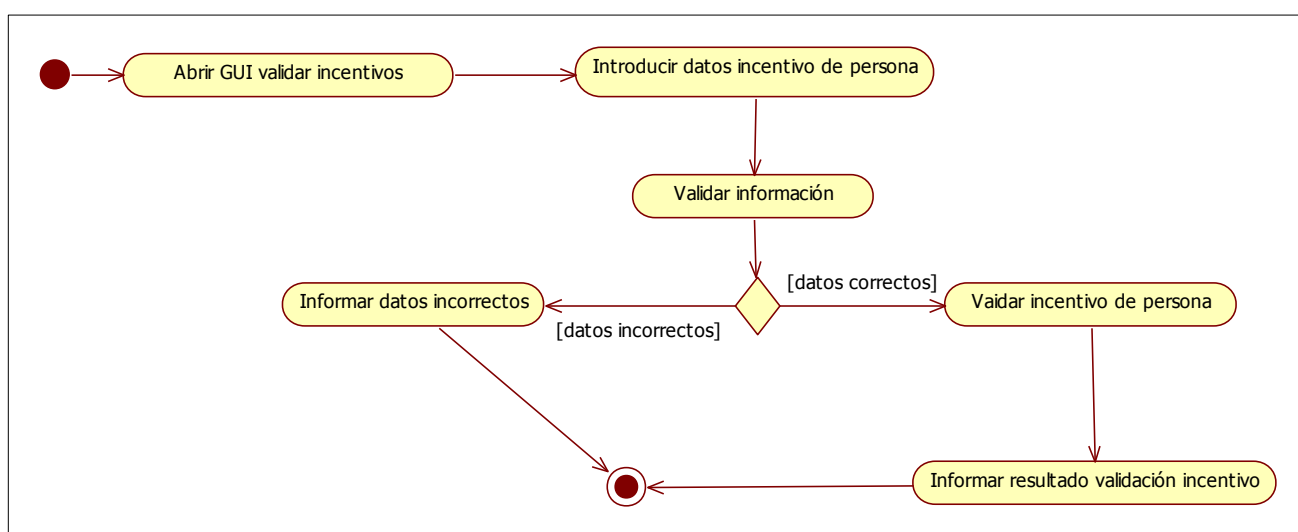 Abrir GUI validar incentivos
Introducir datos incentivo de persona
Validar información
[datos correctos]
Informar datos incorrectos
Vaidar incentivo de persona
[datos incorrectos]
Informar resultado validación incentivo